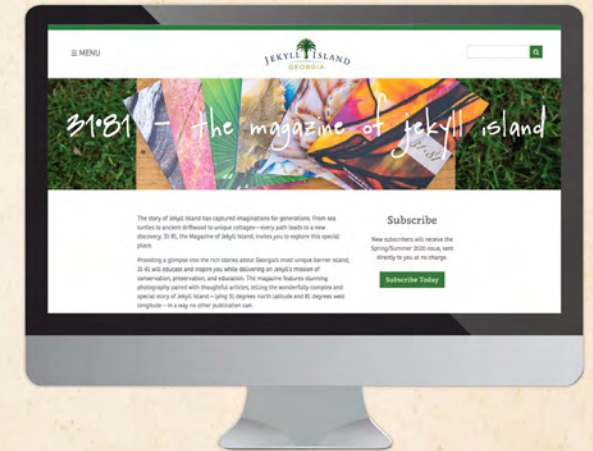 ☰ MENU
JEKYLL ISLAND
GEORGIA
31•81 - the magazine of jekyll island
The story of Jekyll Island has captured imaginations for generations. From sea
turtles to ancient driftwood to unique cottages—every path leads to a new
discovery. 31·81, the Magazine of Jekyll Island, invites you to explore this special
place.
Subscribe
New subscribers will receive the
Spring/Summer 2020 issue, sent
directly to you at no charge.
Subscribe Today
Providing a glimpse into the rich stories about Georgia's most unique barrier island,
31·81 will educate and inspire you while delivering on Jekyll's mission of
conservation, preservation, and education. The magazine features stunning
photography paired with thoughtful articles, telling the wonderfully complex and
special story of Jekyll Island – lying 31 degrees north latitude and 81 degrees west
longitude – in a way no other publication can.